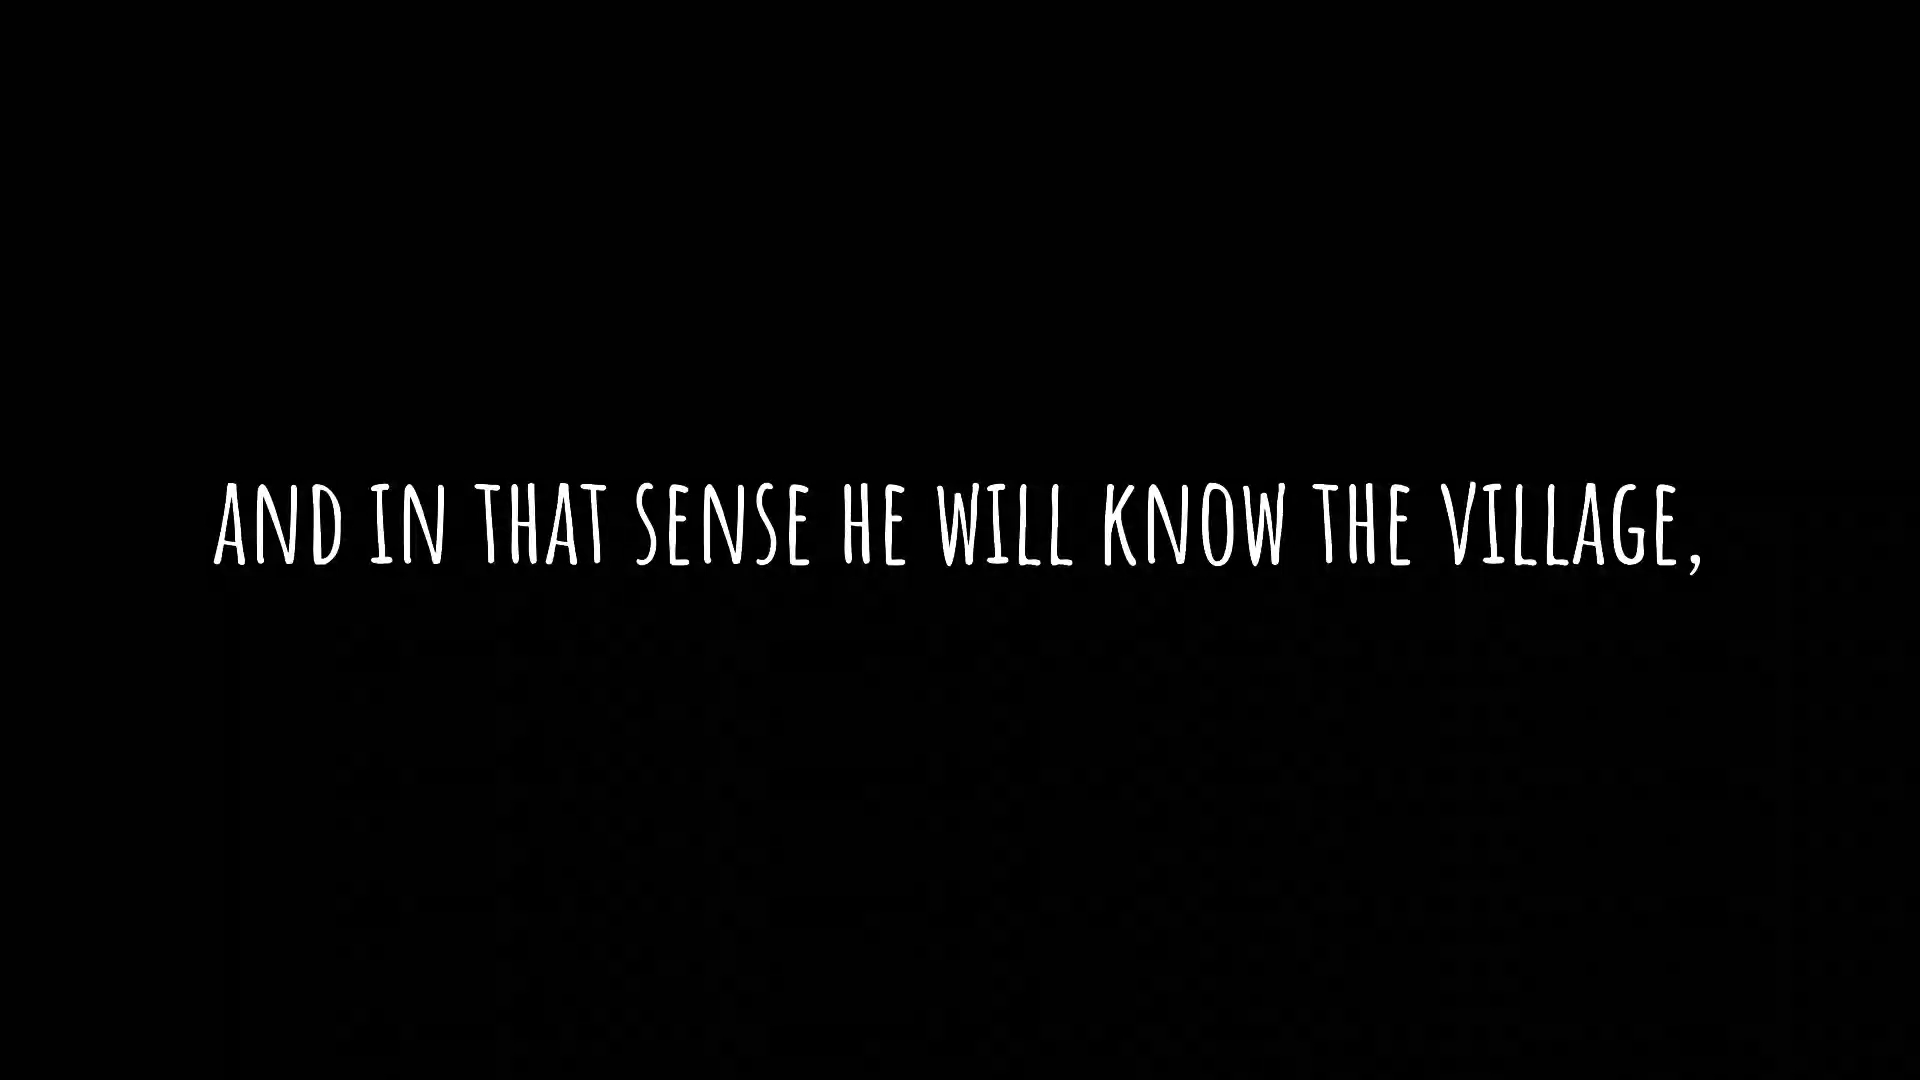 AND IN THAT SENSE HE WILL KNOW THE VILLAGE,